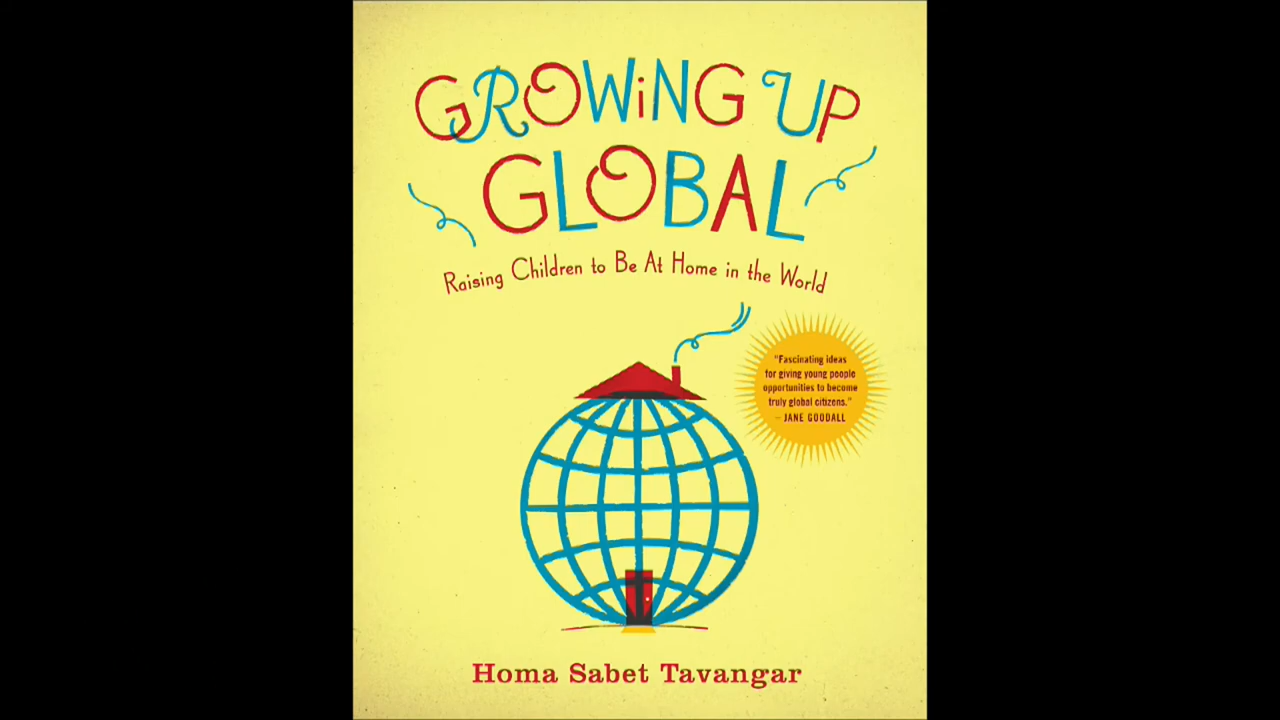 GROWiNG UP
GLOBAL
Raising Children to Be At Home in the World
"Fascinating ideas
for giving young people
opportunities to become
truly global citizens."
– JANE GOODALL
Homa Sabet Tavangar